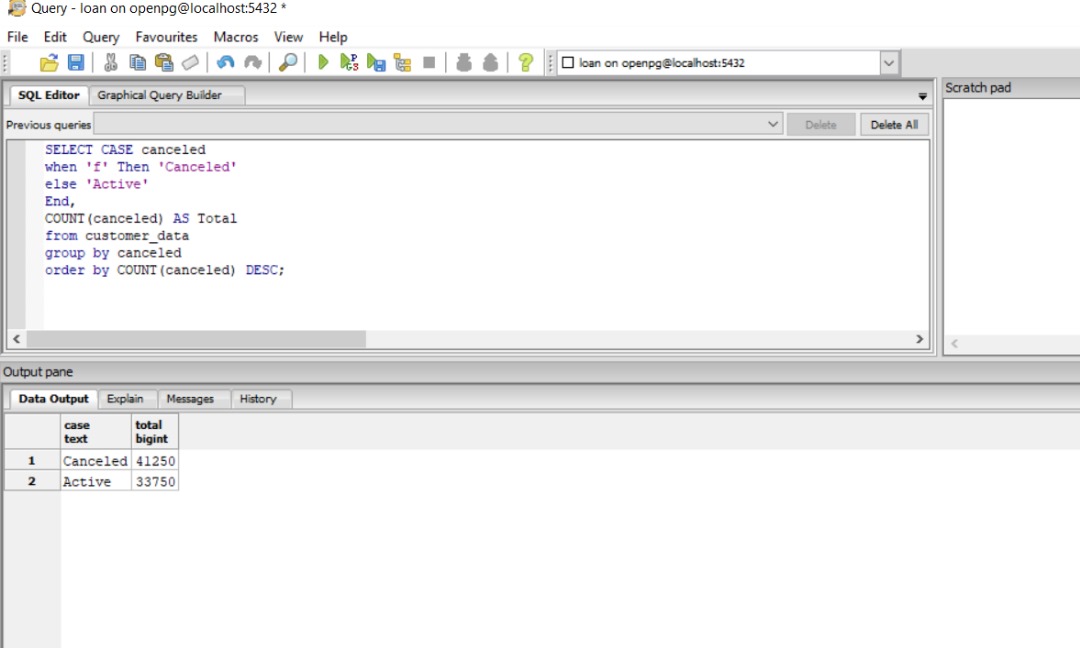 Query - loan on openpg@localhost:5432 *
File Edit Query Favourites Macros View Help
loan on openpg@localhost:5432
SQL Editor Graphical Query Builder
Scratch pad
Previous queries Delete Delete All
SELECT CASE canceled
when 'f' Then 'Canceled'
else 'Active'
End,
COUNT(canceled) AS Total
from customer_data
group by canceled
order by COUNT(canceled) DESC;
Output pane
Data Output Explain Messages History
case total
text bigint
1 Canceled 41250
2 Active 33750